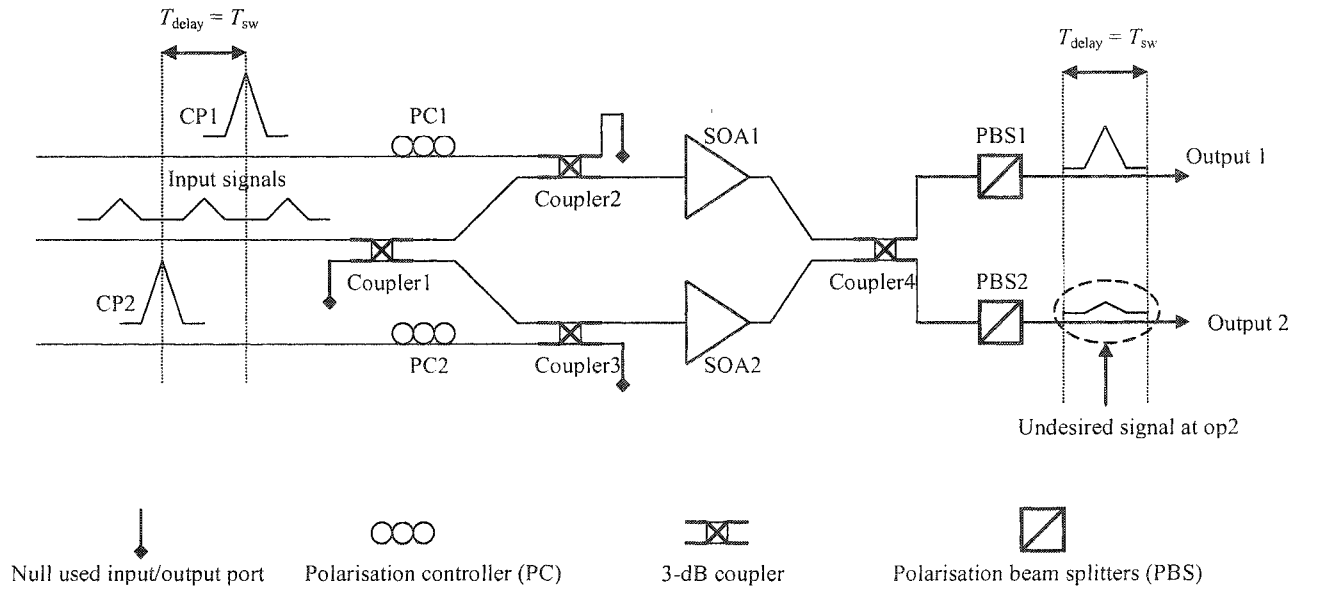 T_delay = T_sw
T_delay = T_sw
CP1
PC1
SOA1
PBS1
Output 1
Input signals
Coupler2
Coupler1
Coupler4
CP2
PBS2
Output 2
PC2
Coupler3
SOA2
Undesired signal at op2
Null used input/output port
Polarisation controller (PC)
3-dB coupler
Polarisation beam splitters (PBS)